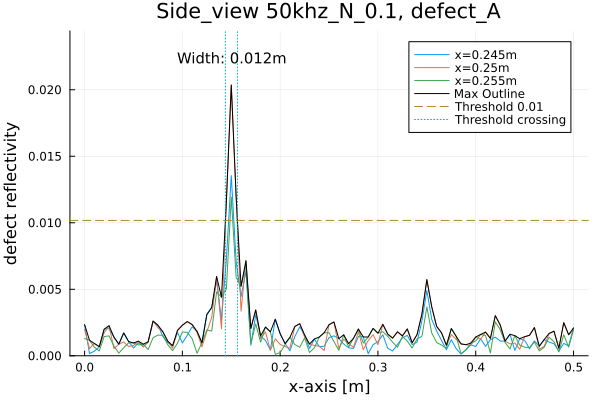 Side_view 50khz_N_0.1, defect_A
Width: 0.012m
x=0.245m
x=0.25m
x=0.255m
Max Outline
Threshold 0.01
Threshold crossing
defect reflectivity
0.020
0.015
0.010
0.005
0.000
0.0 0.1 0.2 0.3 0.4 0.5
x-axis [m]